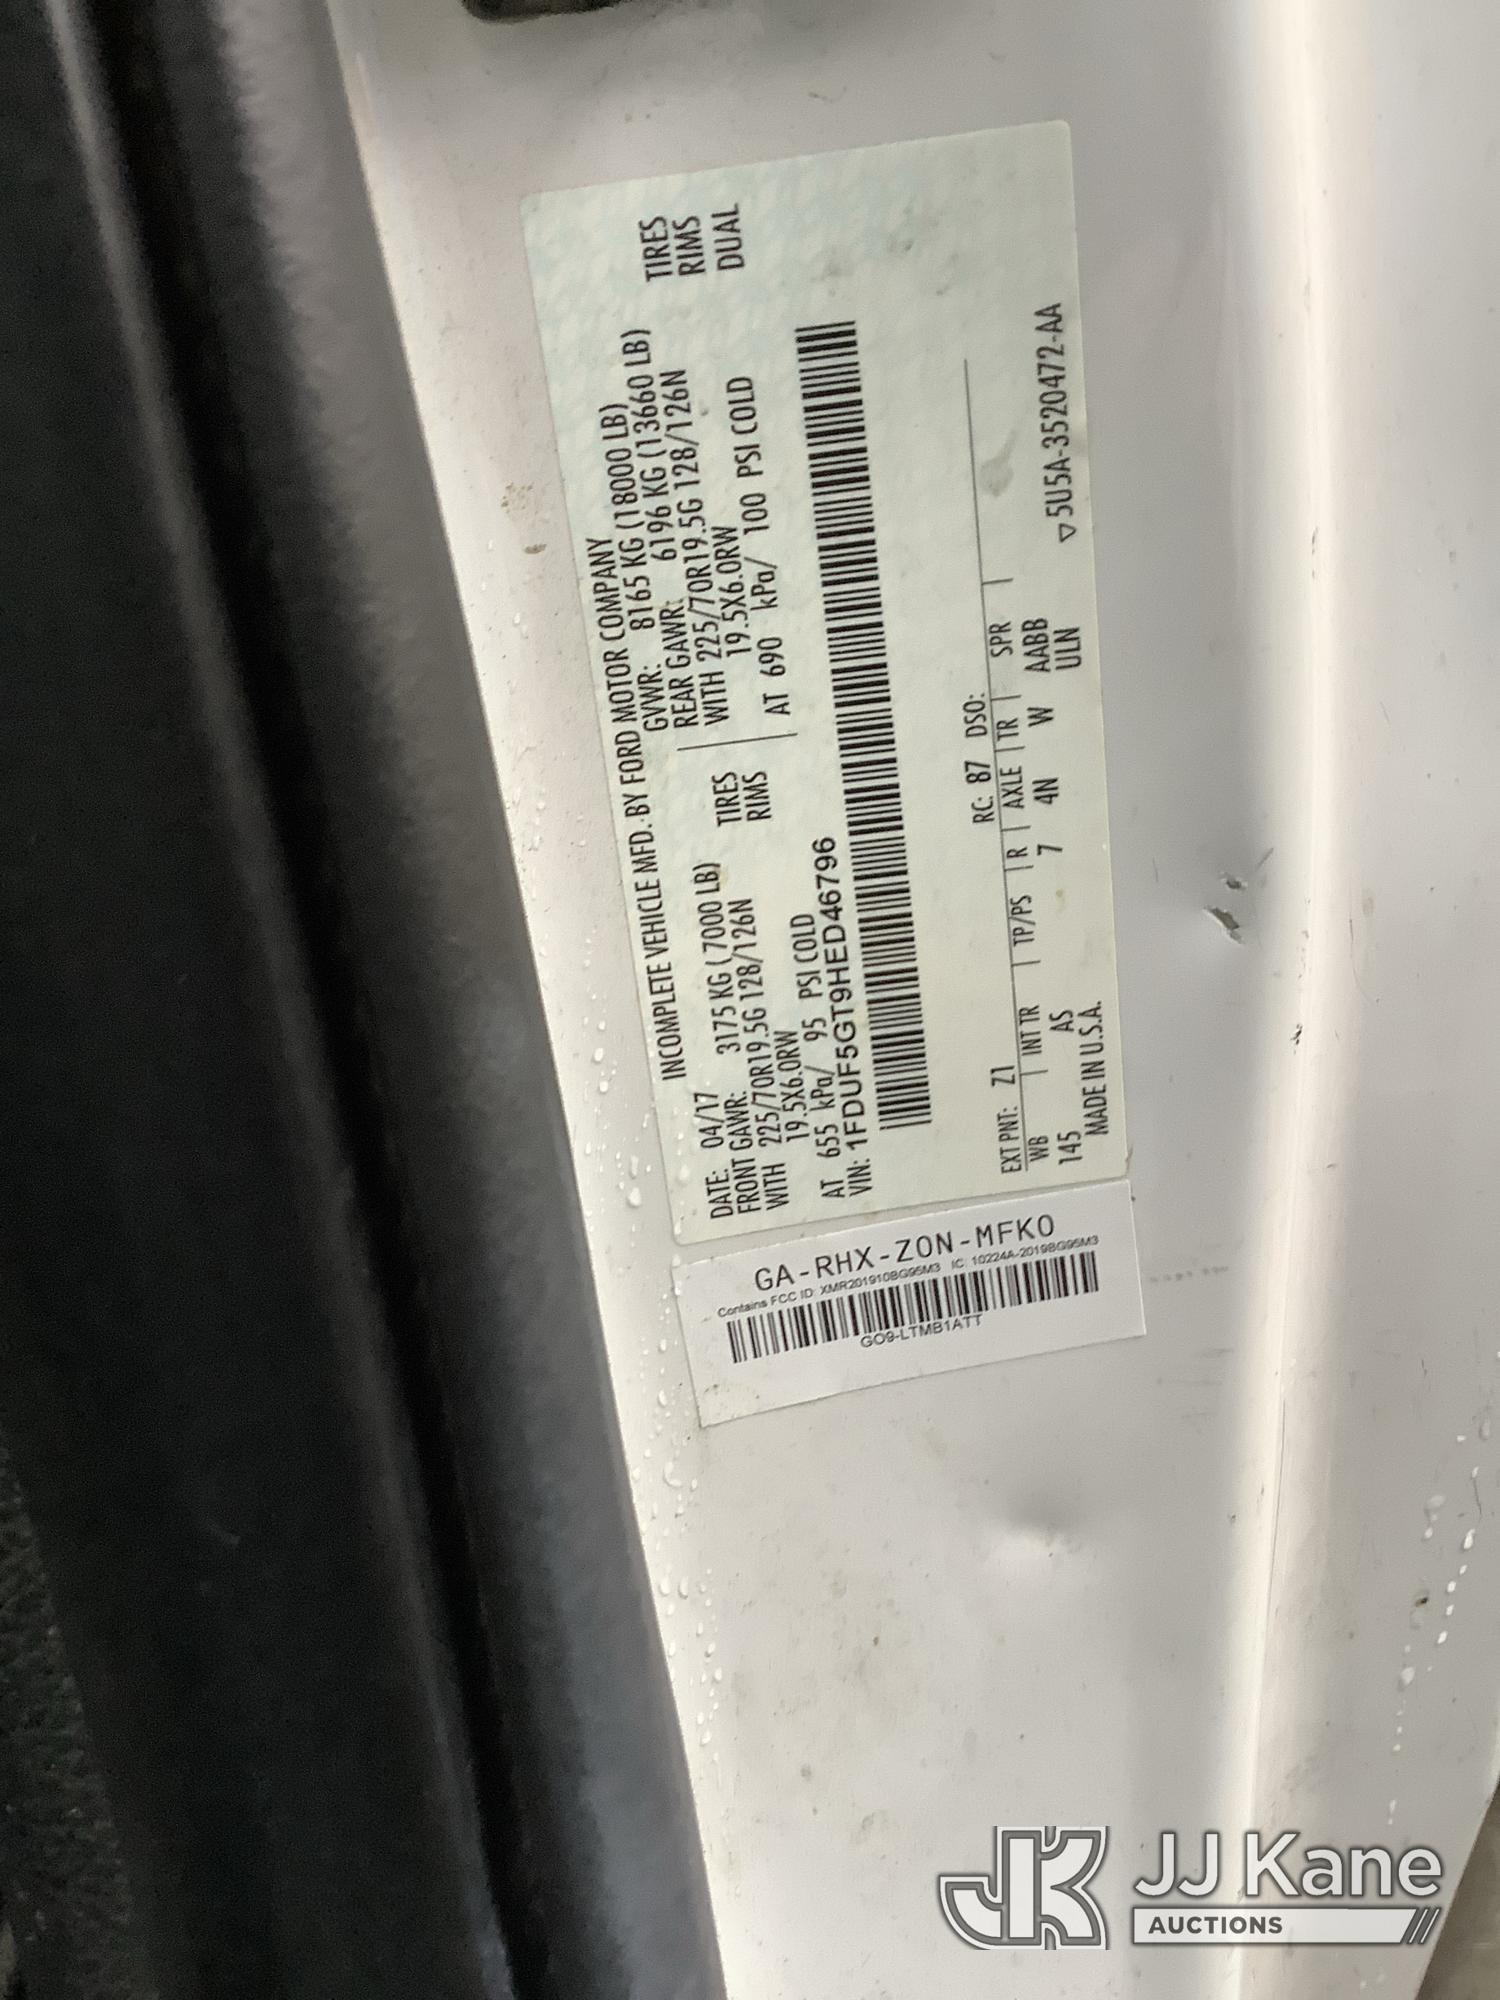 INCOMPLETE VEHICLE MFD. BY FORD MOTOR COMPANY
DATE: 04/17 GVWR: 8165 KG (18000 LB)
FRONT GAWR: 3175 KG (7000 LB) REAR GAWR: 6196 KG (13660 LB)
WITH 225/70R19.5G 128/126N TIRES WITH 225/70R19.5G 128/126N TIRES
WITH 19.5X6.0RW RIMS 19.5X6.0RW RIMS
AT 655 kPa/ 95 PSI COLD AT 690 kPa/ 100 PSI COLD DUAL
VIN: 1FDUF5GT9HED46796
EXT PNT: Z1 RC: 87 DSO:
WB INT TR TP/PS R AXLE TR SPR
145 AS 7 4N W AABB
MADE IN U.S.A. ULN
▽5U5A-3520472-AA
GA-RHX-ZON-MFKO
Contains FCC ID: XMR201910BG95M3 IC: 10224A-2019BG95M3
GO9-LTMB1ATT
JK JJ Kane
AUCTIONS